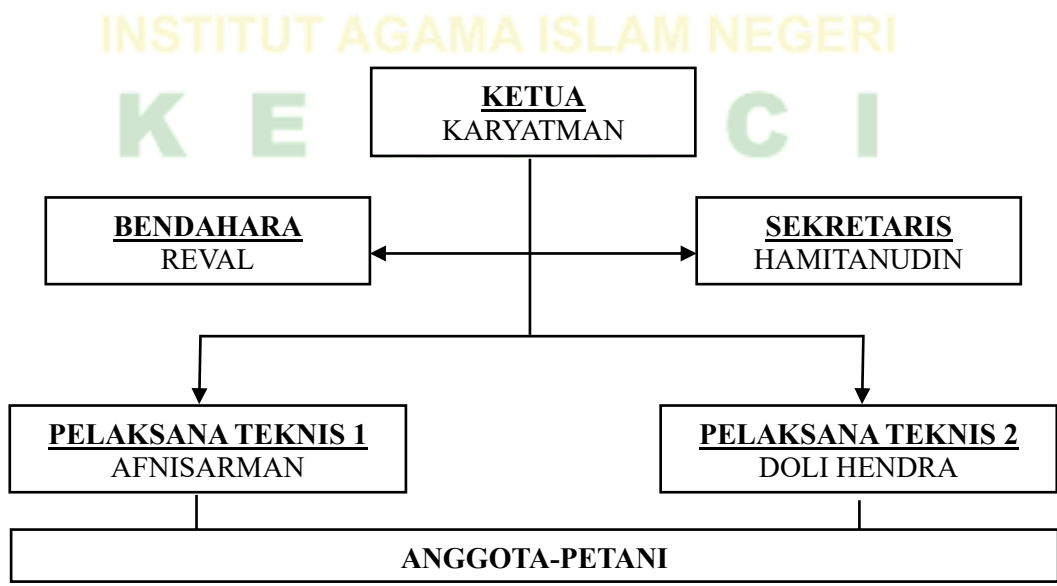 INSTITUT AGAMA ISLAM NEGERI
K E C I
KETUA
KARYATMAN
BENDAHARA
REVAL
SEKRETARIS
HAMITANUDIN
PELAKSANA TEKNIS 1
AFNISARMAN
PELAKSANA TEKNIS 2
DOLI HENDRA
ANGGOTA-PETANI